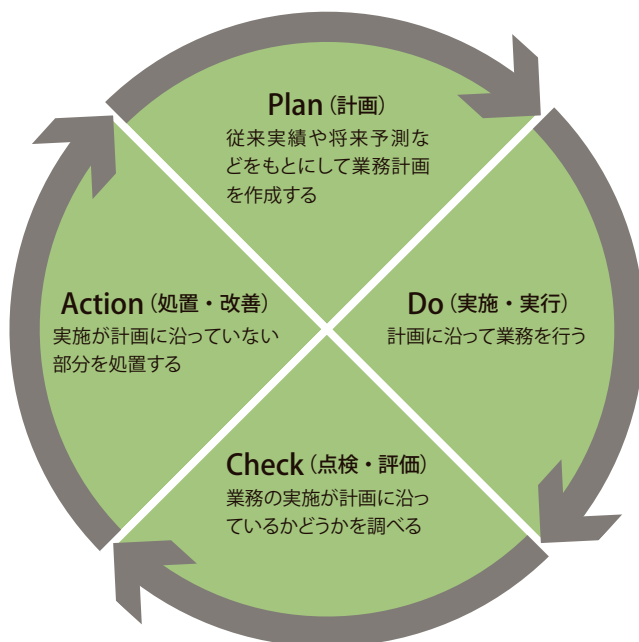 Plan（計画）
従来実績や将来予測な
どをもとにして業務計画
を作成する
Action（処置・改善）
実施が計画に沿っていない
部分を処置する
Do（実施・実行）
計画に沿って業務を行う
Check（点検・評価）
業務の実施が計画に沿っ
ているかどうかを調べる